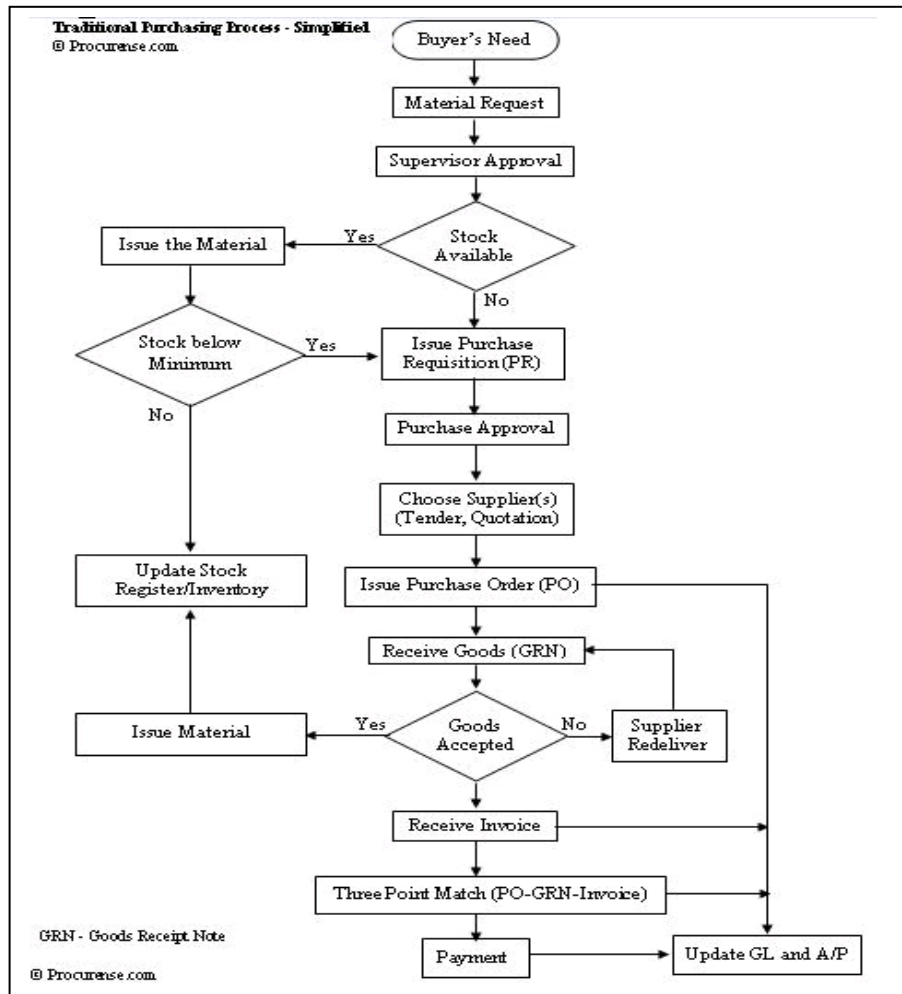 Traditional Purchasing Process - Simplified
© Procurense.com
Buyer's Need
Material Request
Supervisor Approval
Issue the Material
Yes
Stock
Available
No
Stock below
Minimum
Yes
Issue Purchase
Requisition (PR)
No
Purchase Approval
Choose Supplier(s)
(Tender, Quotation)
Update Stock
Register/Inventory
Issue Purchase Order (PO)
Receive Goods (GRN)
Issue Material
Yes
Goods
Accepted
No
Supplier
Redeliver
Receive Invoice
Three Point Match (PO-GRN-Invoice)
GRN - Goods Receipt Note
Payment
Update GL and A/P
© Procurense.com